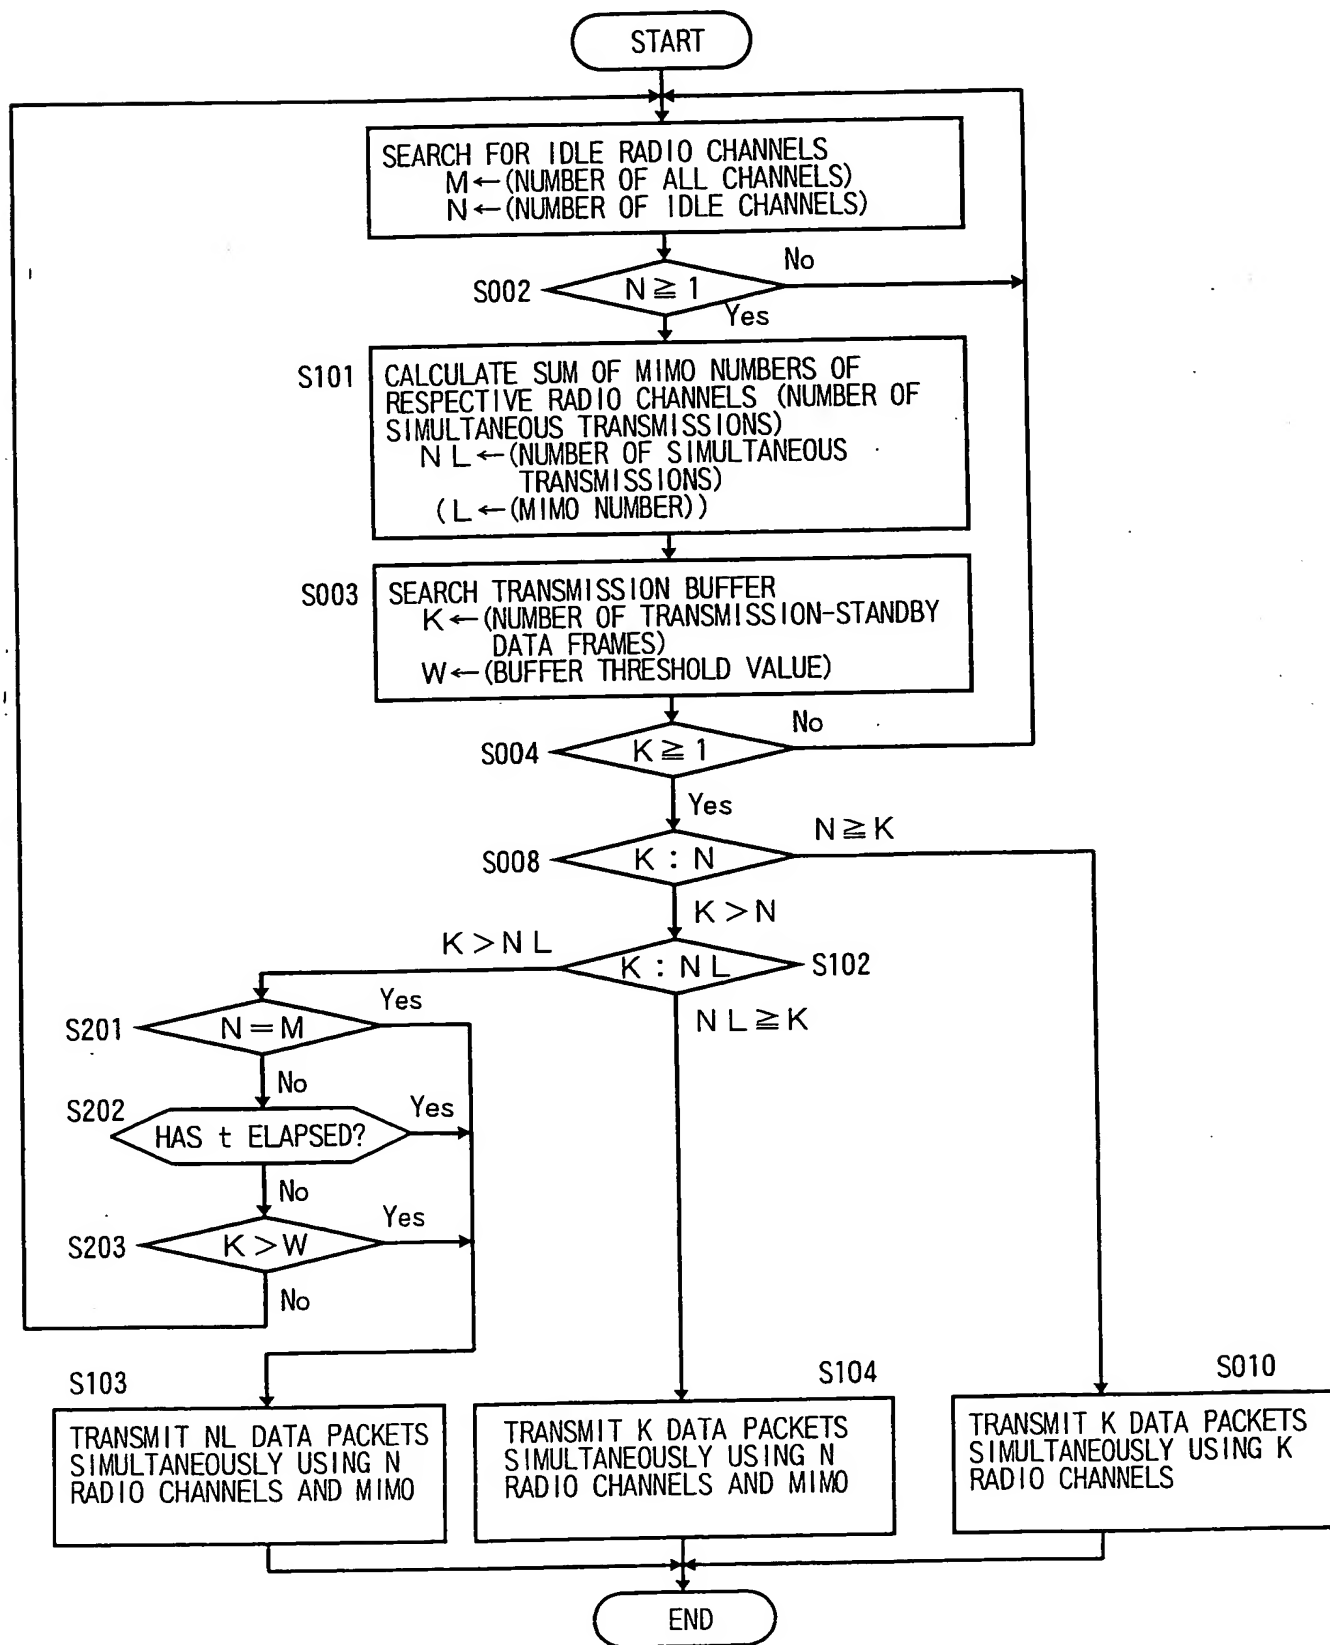 START
SEARCH FOR IDLE RADIO CHANNELS
M←(NUMBER OF ALL CHANNELS)
N←(NUMBER OF IDLE CHANNELS)
No
S002
N≧1
Yes
S101
CALCULATE SUM OF MIMO NUMBERS OF
RESPECTIVE RADIO CHANNELS (NUMBER OF
SIMULTANEOUS TRANSMISSIONS)
NL←(NUMBER OF SIMULTANEOUS
TRANSMISSIONS)
(L←(MIMO NUMBER))
S003
SEARCH TRANSMISSION BUFFER
K←(NUMBER OF TRANSMISSION-STANDBY
DATA FRAMES)
W←(BUFFER THRESHOLD VALUE)
No
S004
K≧1
Yes
N≧K
S008
K:N
K>N
K>NL
K:NL
S102
NL≧K
Yes
S201
N=M
No
S202
HAS t ELAPSED?
Yes
No
Yes
S203
K>W
No
S103
TRANSMIT NL DATA PACKETS
SIMULTANEOUSLY USING N
RADIO CHANNELS AND MIMO
S104
TRANSMIT K DATA PACKETS
SIMULTANEOUSLY USING N
RADIO CHANNELS AND MIMO
S010
TRANSMIT K DATA PACKETS
SIMULTANEOUSLY USING K
RADIO CHANNELS
END